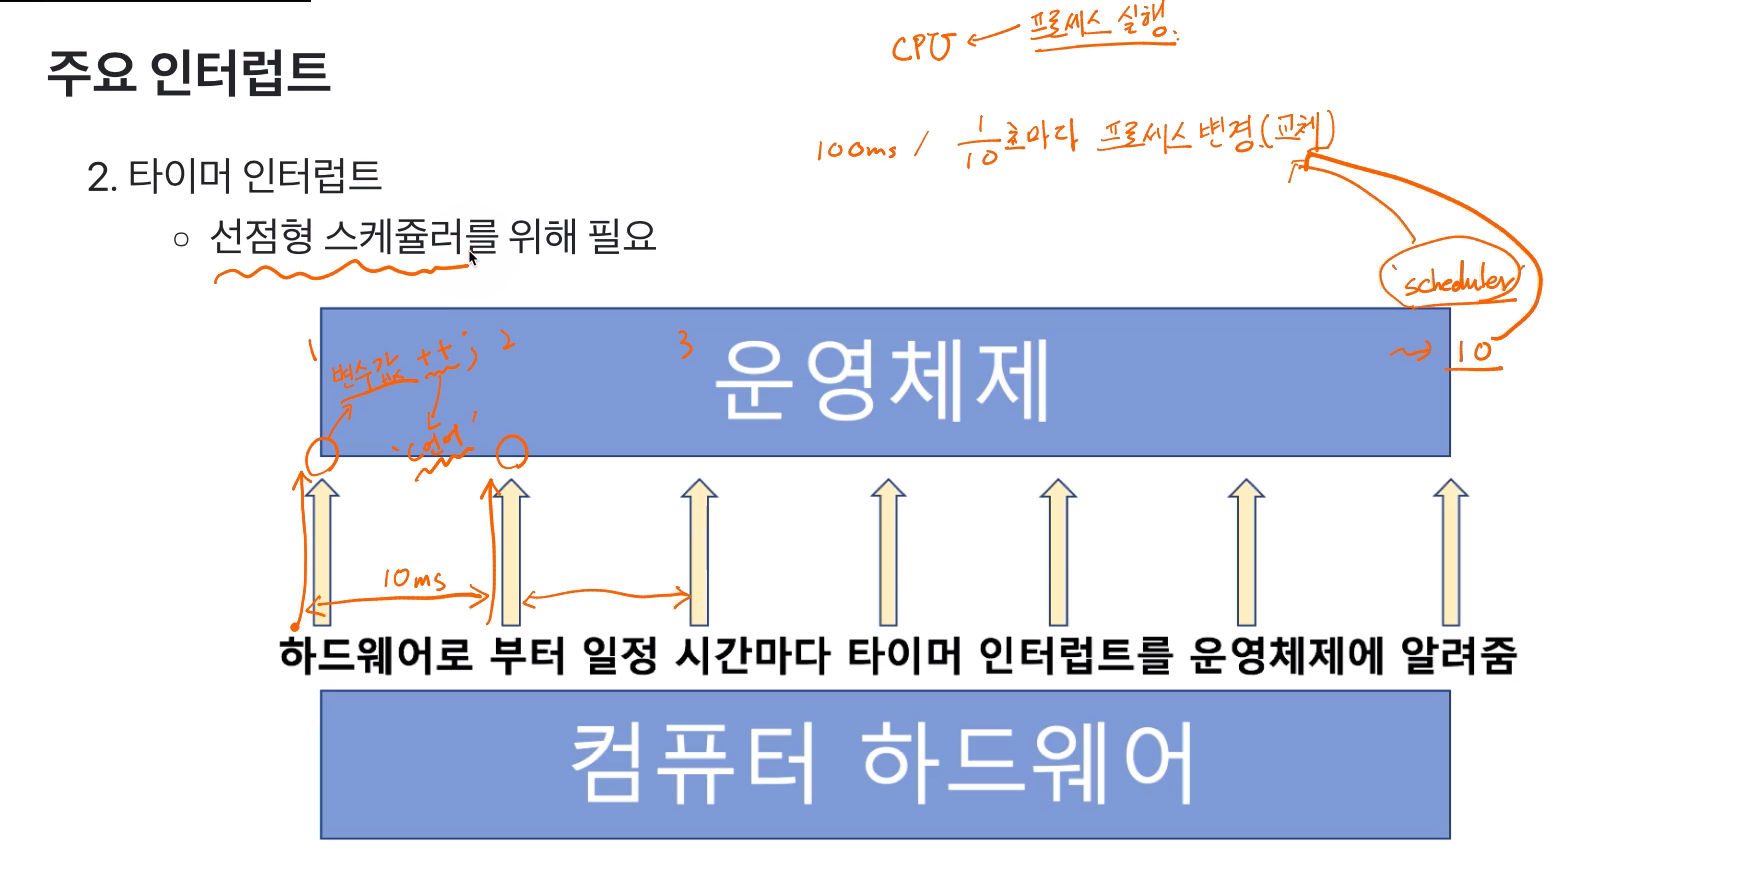 CPU ← 프로세스 실행.
주요 인터럽트
100ms / 1/10초마다 프로세스 변경.(교체)
2. 타이머 인터럽트
○ 선점형 스케쥴러를 위해 필요
'scheduler'
1 변수값 ++; 2 3 → 10
운영체제
'C언어'
10ms
하드웨어로 부터 일정 시간마다 타이머 인터럽트를 운영체제에 알려줌
컴퓨터 하드웨어